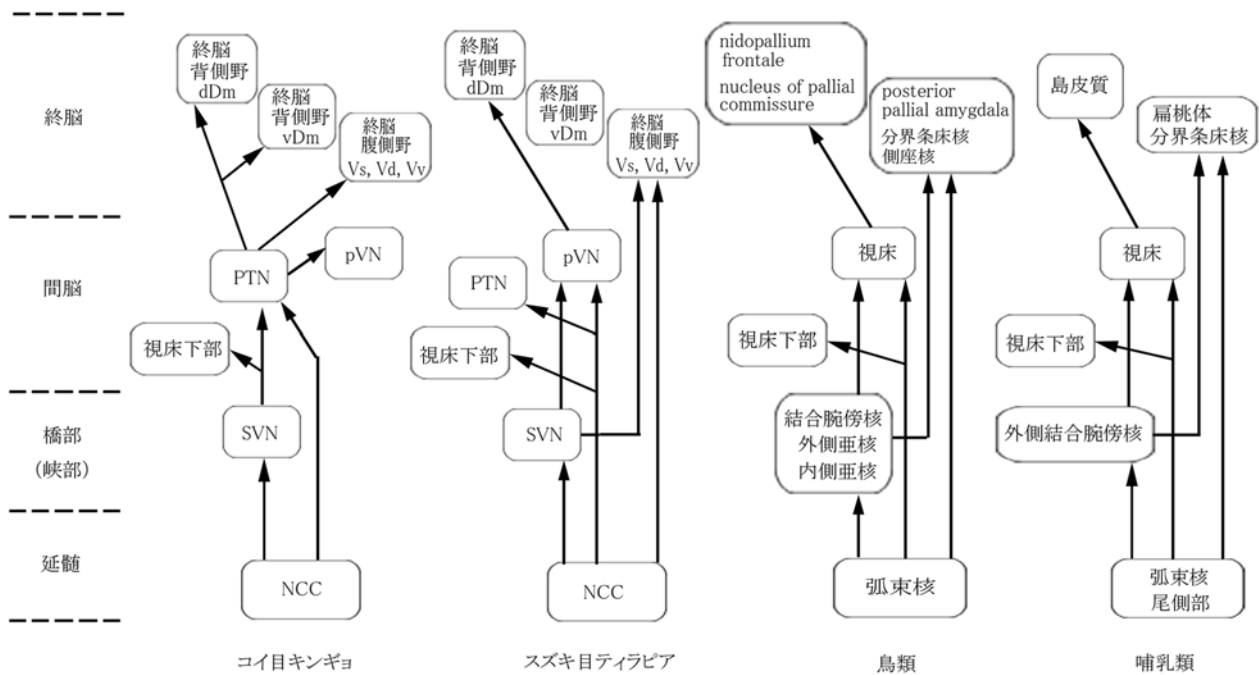 終脳
間脳
橋部
(峡部)
延髄
終脳
背側野
dDm
終脳
背側野
vDm
終脳
腹側野
Vs, Vd, Vv
PTN
pVN
視床下部
SVN
NCC
コイ目キンギョ
終脳
背側野
dDm
終脳
背側野
vDm
終脳
腹側野
Vs, Vd, Vv
pVN
PTN
視床下部
SVN
NCC
スズキ目ティラピア
nidopallium
frontale
nucleus of pallial
commissure
posterior
pallial amygdala
分界条床核
側座核
視床
視床下部
結合腕傍核
外側亜核
内側亜核
弧束核
鳥類
島皮質
扁桃体
分界条床核
視床
視床下部
外側結合腕傍核
弧束核
尾側部
哺乳類